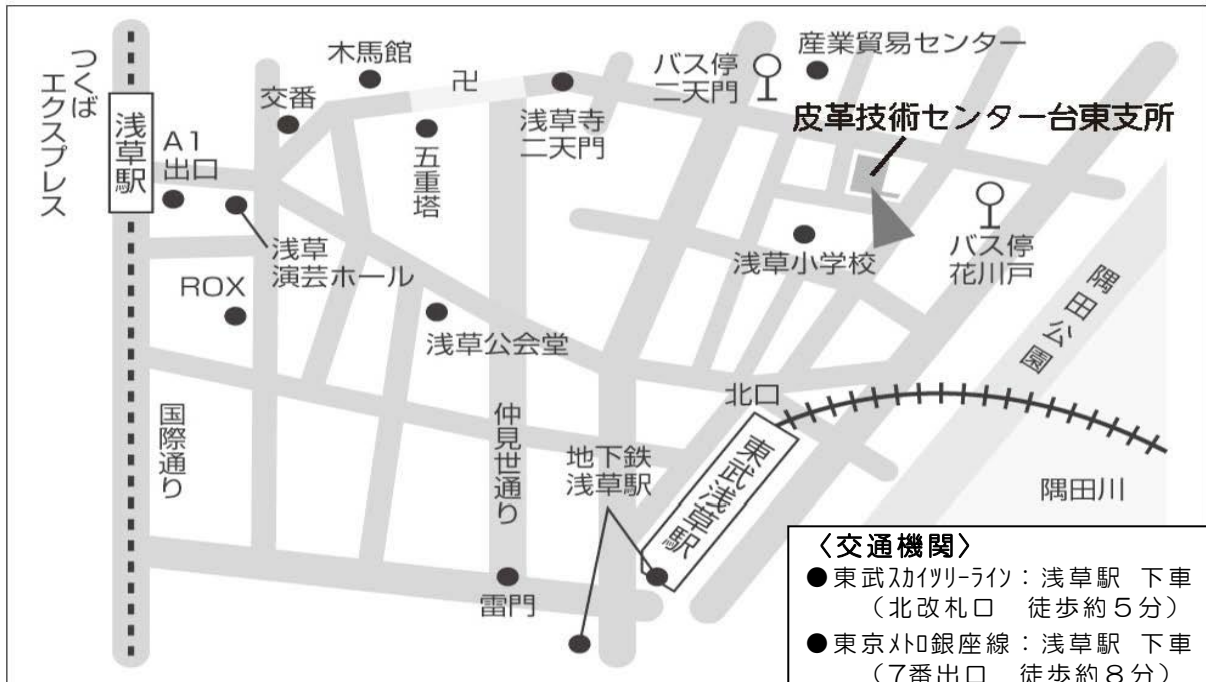 つくば
エクスプレス
浅草駅
A1
出口
交番
木馬館
卍
五重塔
浅草寺
二天門
バス停
二天門
産業貿易センター
皮革技術センター台東支所
浅草
演芸ホール
ROX
浅草公会堂
浅草小学校
バス停
花川戸
隅田公園
国際通り
仲見世通り
地下鉄
浅草駅
北口
東武浅草駅
隅田川
雷門
〈交通機関〉
●東武ｽｶｲﾂﾘｰﾗｲﾝ：浅草駅 下車
（北改札口 徒歩約５分）
●東京ﾒﾄﾛ銀座線：浅草駅 下車
（7番出口 徒歩約８分）